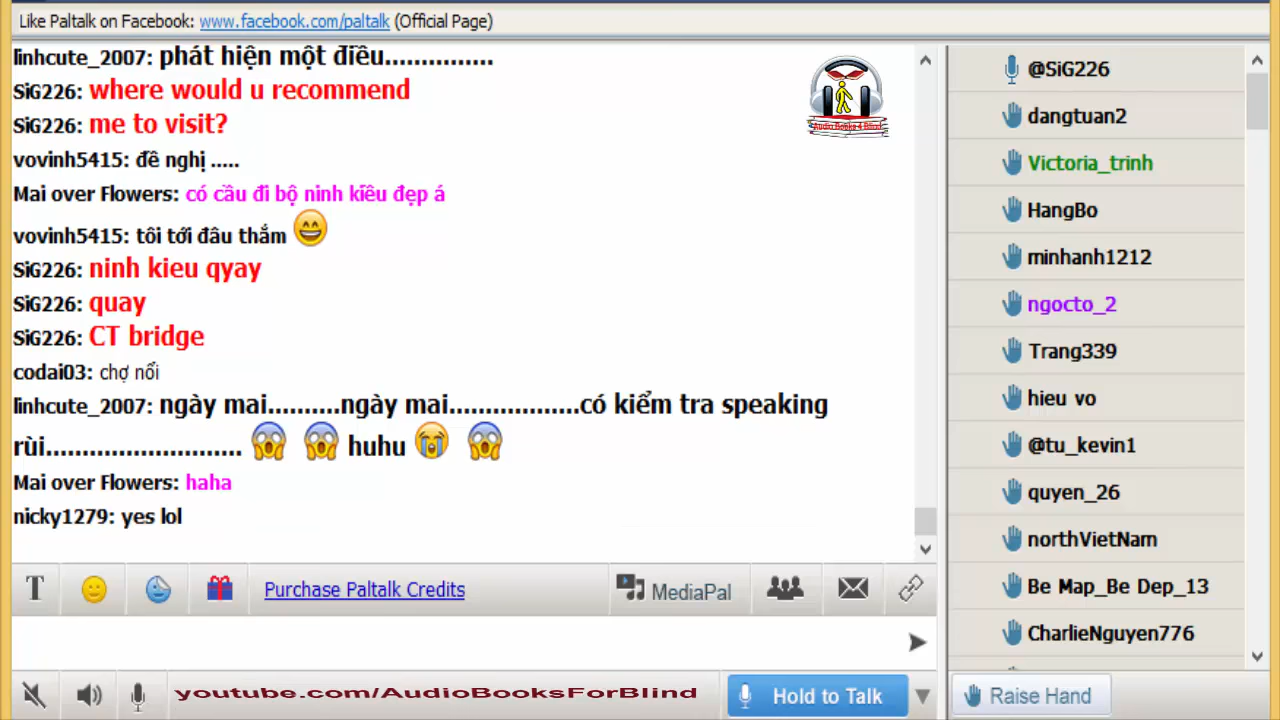 Like Paltalk on Facebook: www.facebook.com/paltalk (Official Page)
linhcute_2007: phát hiện một điều...............
SiG226: where would u recommend
SiG226: me to visit?
vovinh5415: đề nghị .....
Mai over Flowers: có cầu đi bộ ninh kiều đẹp á
vovinh5415: tôi tới đâu thắm
SiG226: ninh kieu qyay
SiG226: quay
SiG226: CT bridge
codai03: chợ nổi
linhcute_2007: ngày mai..........ngày mai..................có kiểm tra speaking
rùi........................... huhu
Mai over Flowers: haha
nicky1279: yes lol
Audio Books 4 Blind
@SiG226
dangtuan2
Victoria_trinh
HangBo
minhanh1212
ngocto_2
Trang339
hieu vo
@tu_kevin1
quyen_26
northVietNam
Be Map_Be Dep_13
CharlieNguyen776
T
Purchase Paltalk Credits
MediaPal
youtube.com/AudioBooksForBlind
Hold to Talk
Raise Hand